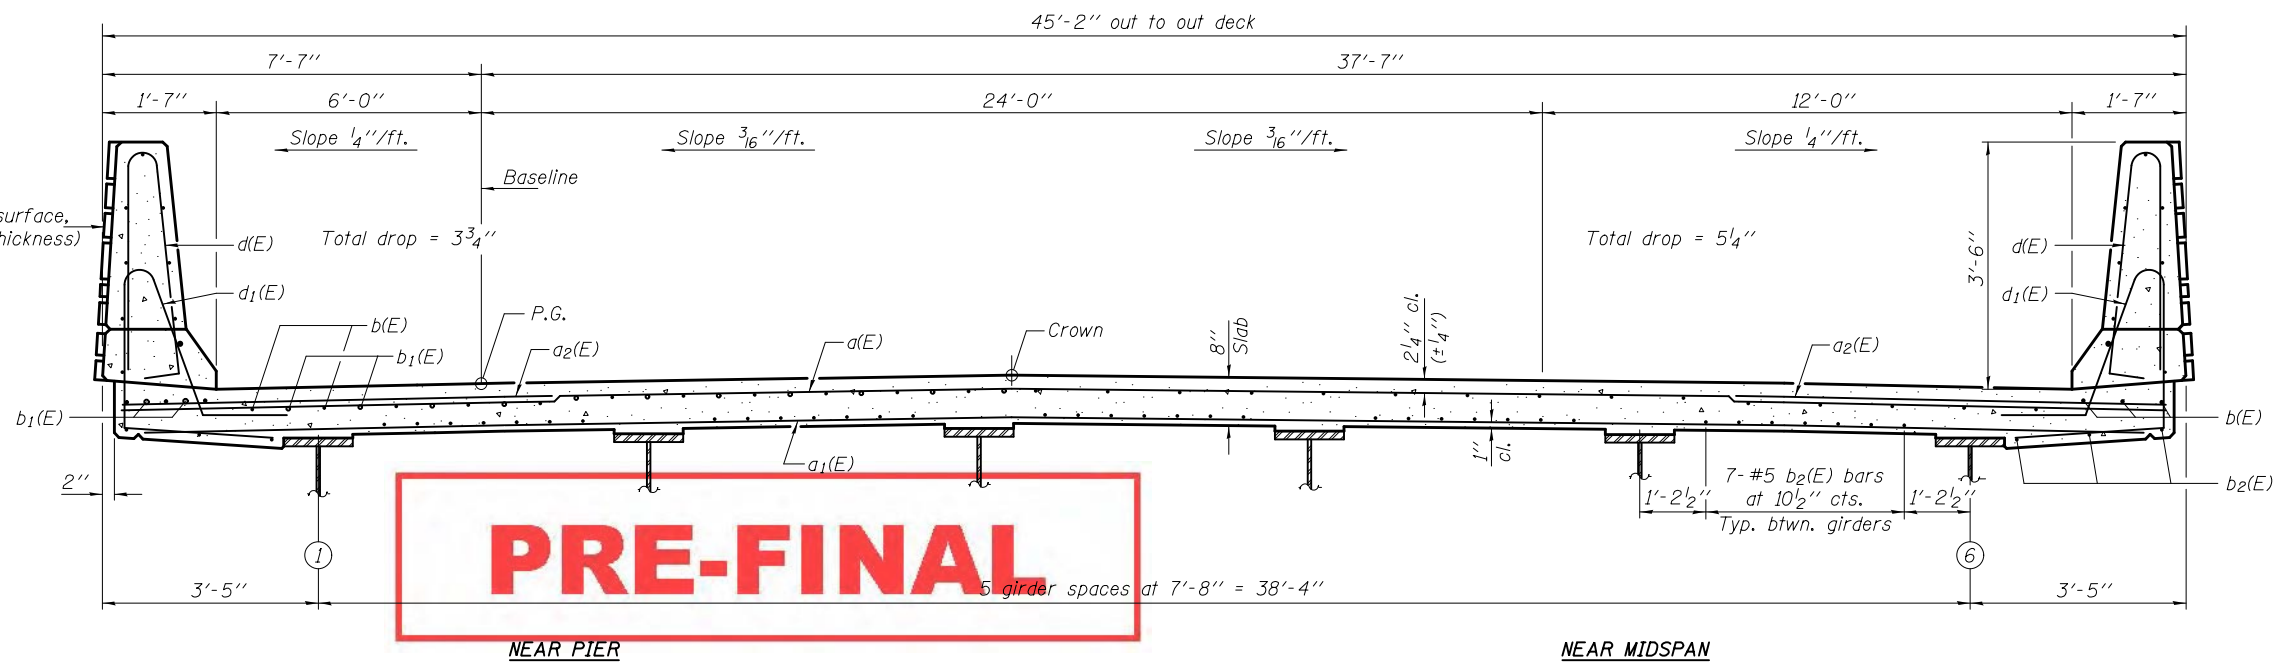 45'-2" out to out deck
7'-7" 37'-7"
1'-7" 6'-0" 24'-0" 12'-0" 1'-7"
Slope 1/4"/ft. Slope 3/16"/ft. Slope 3/16"/ft. Slope 1/4"/ft.
Baseline
surface,
hickness)
d(E)
Total drop = 3 3/4"
Total drop = 5 1/4"
3'-6"
d(E)
d1(E)
d1(E)
P.G.
b(E)
b1(E)
a2(E)
a(E)
Crown
8"
Slab
2 1/4" cl.
(±1/4")
a2(E)
b1(E)
b(E)
a1(E)
1"
cl.
2"
7-#5 b2(E) bars
at 10 1/2" cts.
Typ. btwn. girders
1'-2 1/2" 1'-2 1/2"
b2(E)
PRE-FINAL
1 6
3'-5" 5 girder spaces at 7'-8" = 38'-4" 3'-5"
NEAR PIER NEAR MIDSPAN